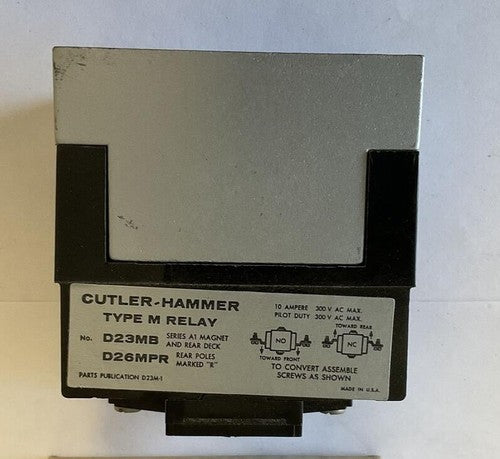 CUTLER-HAMMER
TYPE M RELAY
No. D23MB SERIES A1 MAGNET AND REAR DECK
D26MPR REAR POLES MARKED "R"
PARTS PUBLICATION D23M-1
10 AMPERE 300 V AC MAX.
PILOT DUTY 300 V AC MAX.
TOWARD REAR
NO NC
TOWARD FRONT
TO CONVERT ASSEMBLE
SCREWS AS SHOWN
MADE IN U.S.A.